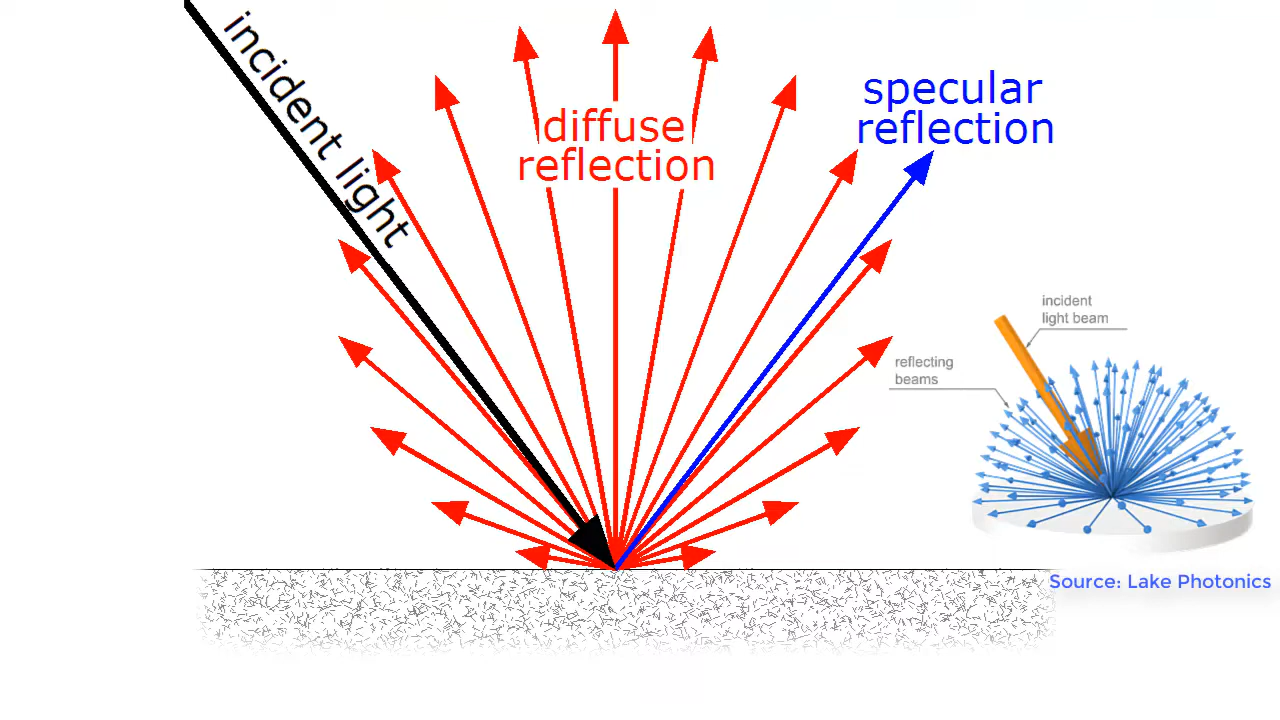 incident light
diffuse
reflection
specular
reflection
incident
light beam
reflecting
beams
Source: Lake Photonics